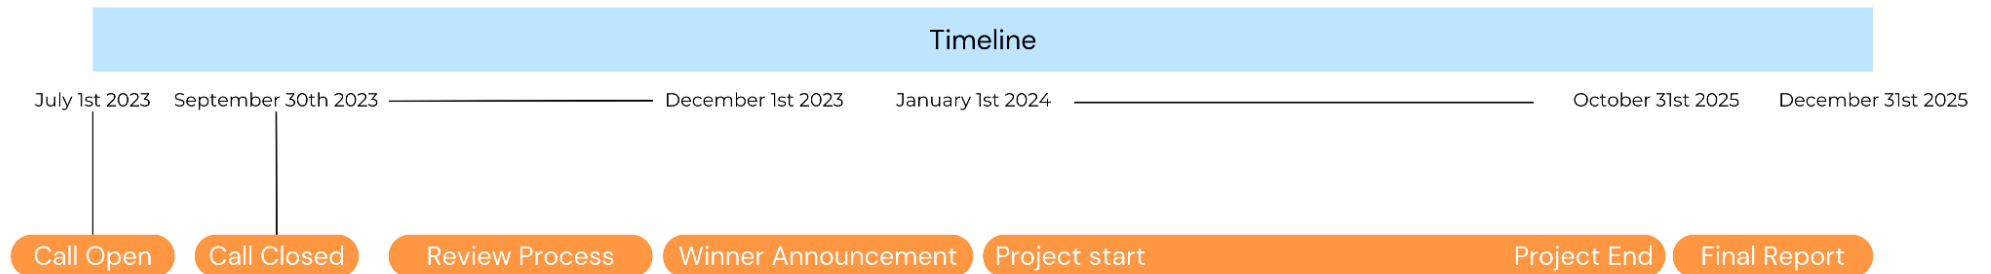 Timeline
July 1st 2023 September 30th 2023 December 1st 2023 January 1st 2024 October 31st 2025 December 31st 2025
Call Open Call Closed Review Process Winner Announcement Project start Project End Final Report